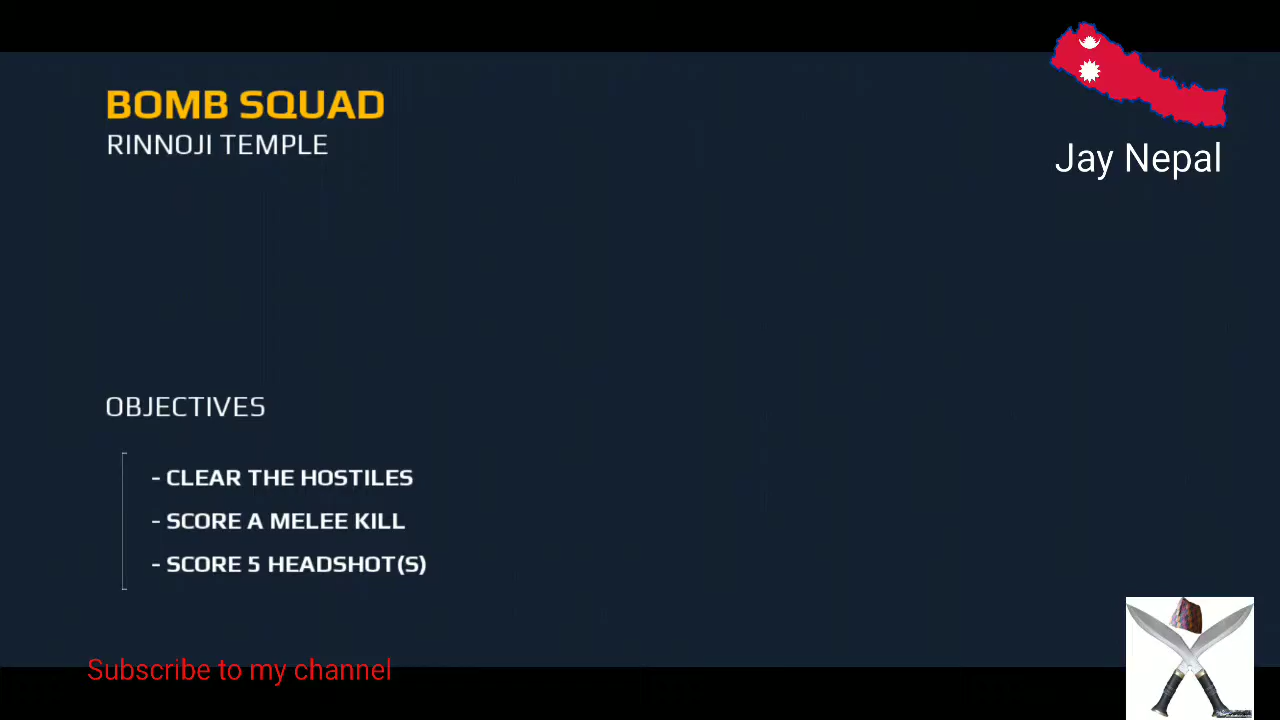 BOMB SQUAD
RINNOJI TEMPLE
Jay Nepal
OBJECTIVES
- CLEAR THE HOSTILES
- SCORE A MELEE KILL
- SCORE 5 HEADSHOT(S)
Subscribe to my channel